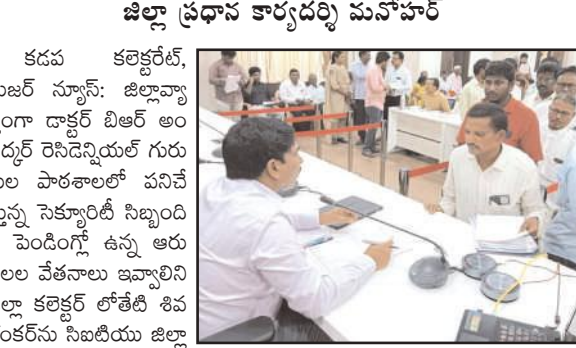 జిల్లా ప్రధాన కార్యదర్శి మనోహర్
కడప కలెక్టరేట్,
జర్ న్యూస్: జిల్లావ్యా
ంగా డాక్టర్ బిఆర్ అం
ద్కర్ రెసిడెన్షియల్ గురు
ల పాఠశాలలో పనిచే
న్న సెక్యూరిటీ సిబ్బంది
పెండింగ్లో ఉన్న ఆరు
లల వేతనాలు ఇవ్వాలిని
ల్లా కలెక్టర్ లోతేటి శివ
కర్‌ను సిఐటియు జిల్లా